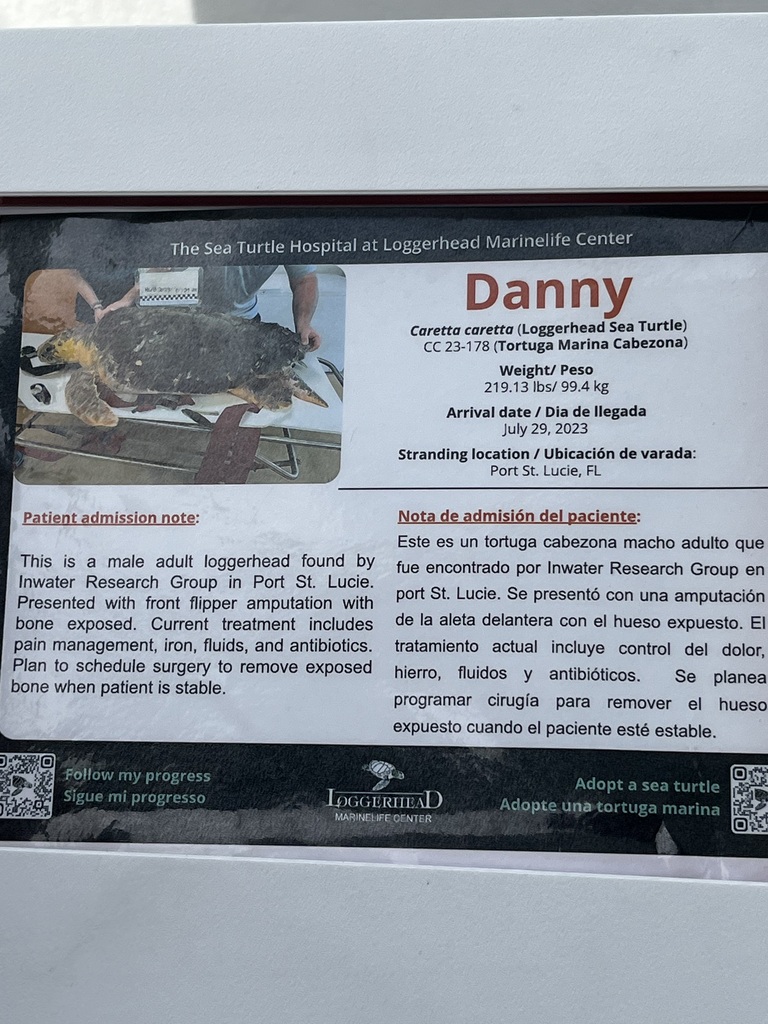 The Sea Turtle Hospital at Loggerhead Marinelife Center
Danny
Caretta caretta (Loggerhead Sea Turtle)
CC 23-178 (Tortuga Marina Cabezona)
Weight/ Peso
219.13 lbs/ 99.4 kg
Arrival date / Dia de llegada
July 29, 2023
Stranding location / Ubicación de varada:
Port St. Lucie, FL
Patient admission note:
This is a male adult loggerhead found by
Inwater Research Group in Port St. Lucie.
Presented with front flipper amputation with
bone exposed. Current treatment includes
pain management, iron, fluids, and antibiotics.
Plan to schedule surgery to remove exposed
bone when patient is stable.
Nota de admisión del paciente:
Este es un tortuga cabezona macho adulto que
fue encontrado por Inwater Research Group en
port St. Lucie. Se presentó con una amputación
de la aleta delantera con el hueso expuesto. El
tratamiento actual incluye control del dolor,
hierro, fluidos y antibióticos. Se planea
programar cirugía para remover el hueso
expuesto cuando el paciente esté estable.
Follow my progress
Sigue mi progresso
LOGGERHEAD
MARINELIFE CENTER
Adopt a sea turtle
Adopte una tortuga marina